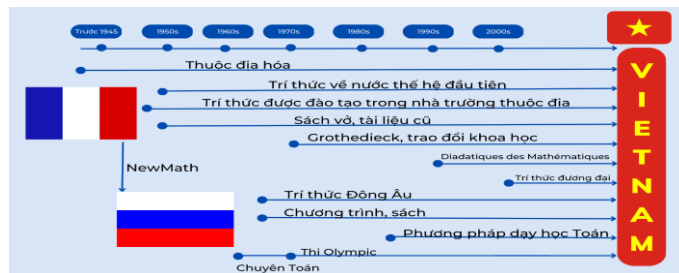 Trước 1945
1950s
1960s
1970s
1980s
1990s
2000s
Thuộc địa hóa
Trí thức về nước thế hệ đầu tiên
Trí thức được đào tạo trong nhà trường thuộc địa
Sách vở, tài liệu cũ
Grothedieck, trao đổi khoa học
Diadatiques des Mathématiques
NewMath
Trí thức đương đại
Trí thức Đông Âu
Chương trình, sách
Phương pháp dạy học Toán
Thi Olympic
Chuyên Toán
VIETNAM